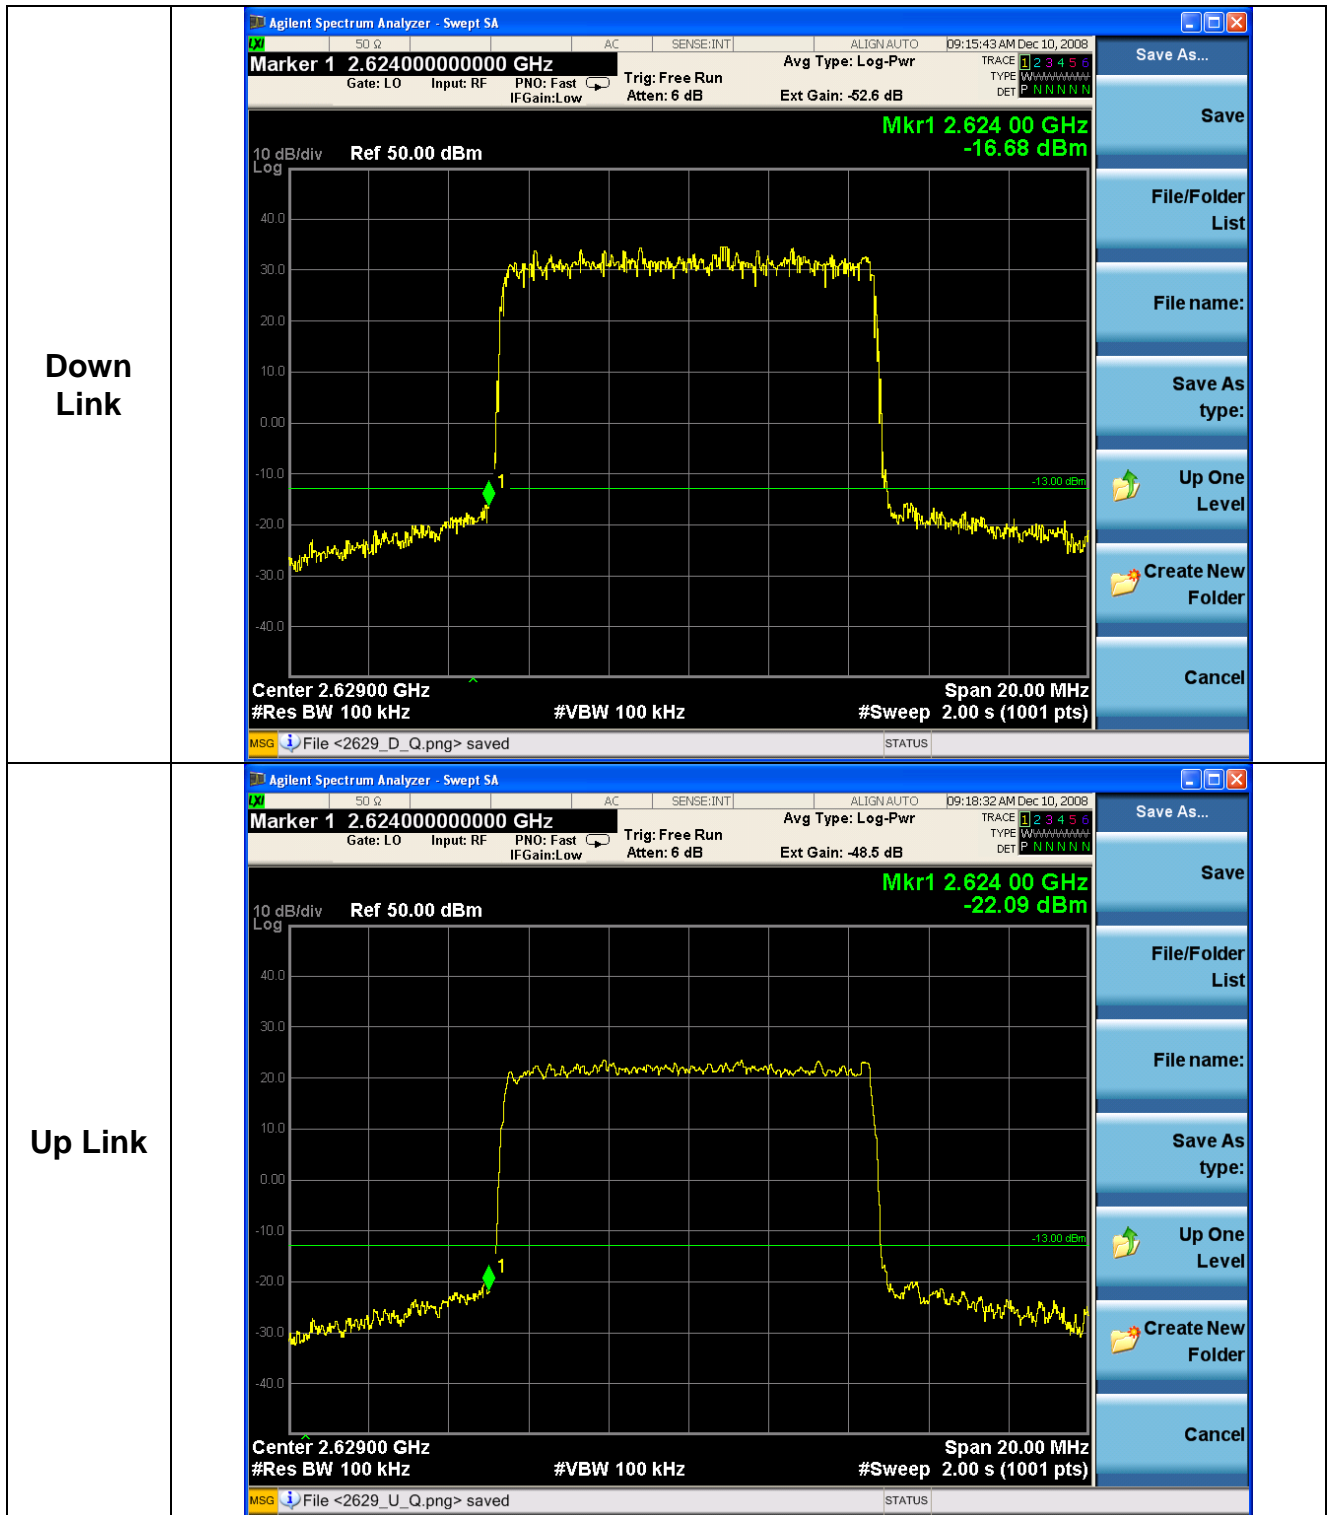 Down
Link
Agilent Spectrum Analyzer - Swept SA
LXI 50 Ω AC SENSE:INT ALIGN AUTO 09:15:43 AM Dec 10, 2008
Marker 1 2.624000000000 GHz
Avg Type: Log-Pwr
TRACE 1 2 3 4 5 6
Gate: LO Input: RF PNO: Fast Trig: Free Run
TYPE
IFGain:Low Atten: 6 dB Ext Gain: -52.6 dB
DET P N N N N N
Mkr1 2.624 00 GHz
-16.68 dBm
10 dB/div Ref 50.00 dBm
Log
40.0
30.0
20.0
10.0
0.00
-10.0
1
-13.00 dBm
-20.0
-30.0
-40.0
Center 2.62900 GHz Span 20.00 MHz
#Res BW 100 kHz #VBW 100 kHz #Sweep 2.00 s (1001 pts)
MSG File <2629_D_Q.png> saved STATUS
Save As...
Save
File/Folder
List
File name:
Save As
type:
Up One
Level
Create New
Folder
Cancel
Up Link
Agilent Spectrum Analyzer - Swept SA
LXI 50 Ω AC SENSE:INT ALIGN AUTO 09:18:32 AM Dec 10, 2008
Marker 1 2.624000000000 GHz
Avg Type: Log-Pwr
TRACE 1 2 3 4 5 6
Gate: LO Input: RF PNO: Fast Trig: Free Run
TYPE
IFGain:Low Atten: 6 dB Ext Gain: -48.5 dB
DET P N N N N N
Mkr1 2.624 00 GHz
-22.09 dBm
10 dB/div Ref 50.00 dBm
Log
40.0
30.0
20.0
10.0
0.00
-10.0
-13.00 dBm
1
-20.0
-30.0
-40.0
Center 2.62900 GHz Span 20.00 MHz
#Res BW 100 kHz #VBW 100 kHz #Sweep 2.00 s (1001 pts)
MSG File <2629_U_Q.png> saved STATUS
Save As...
Save
File/Folder
List
File name:
Save As
type:
Up One
Level
Create New
Folder
Cancel